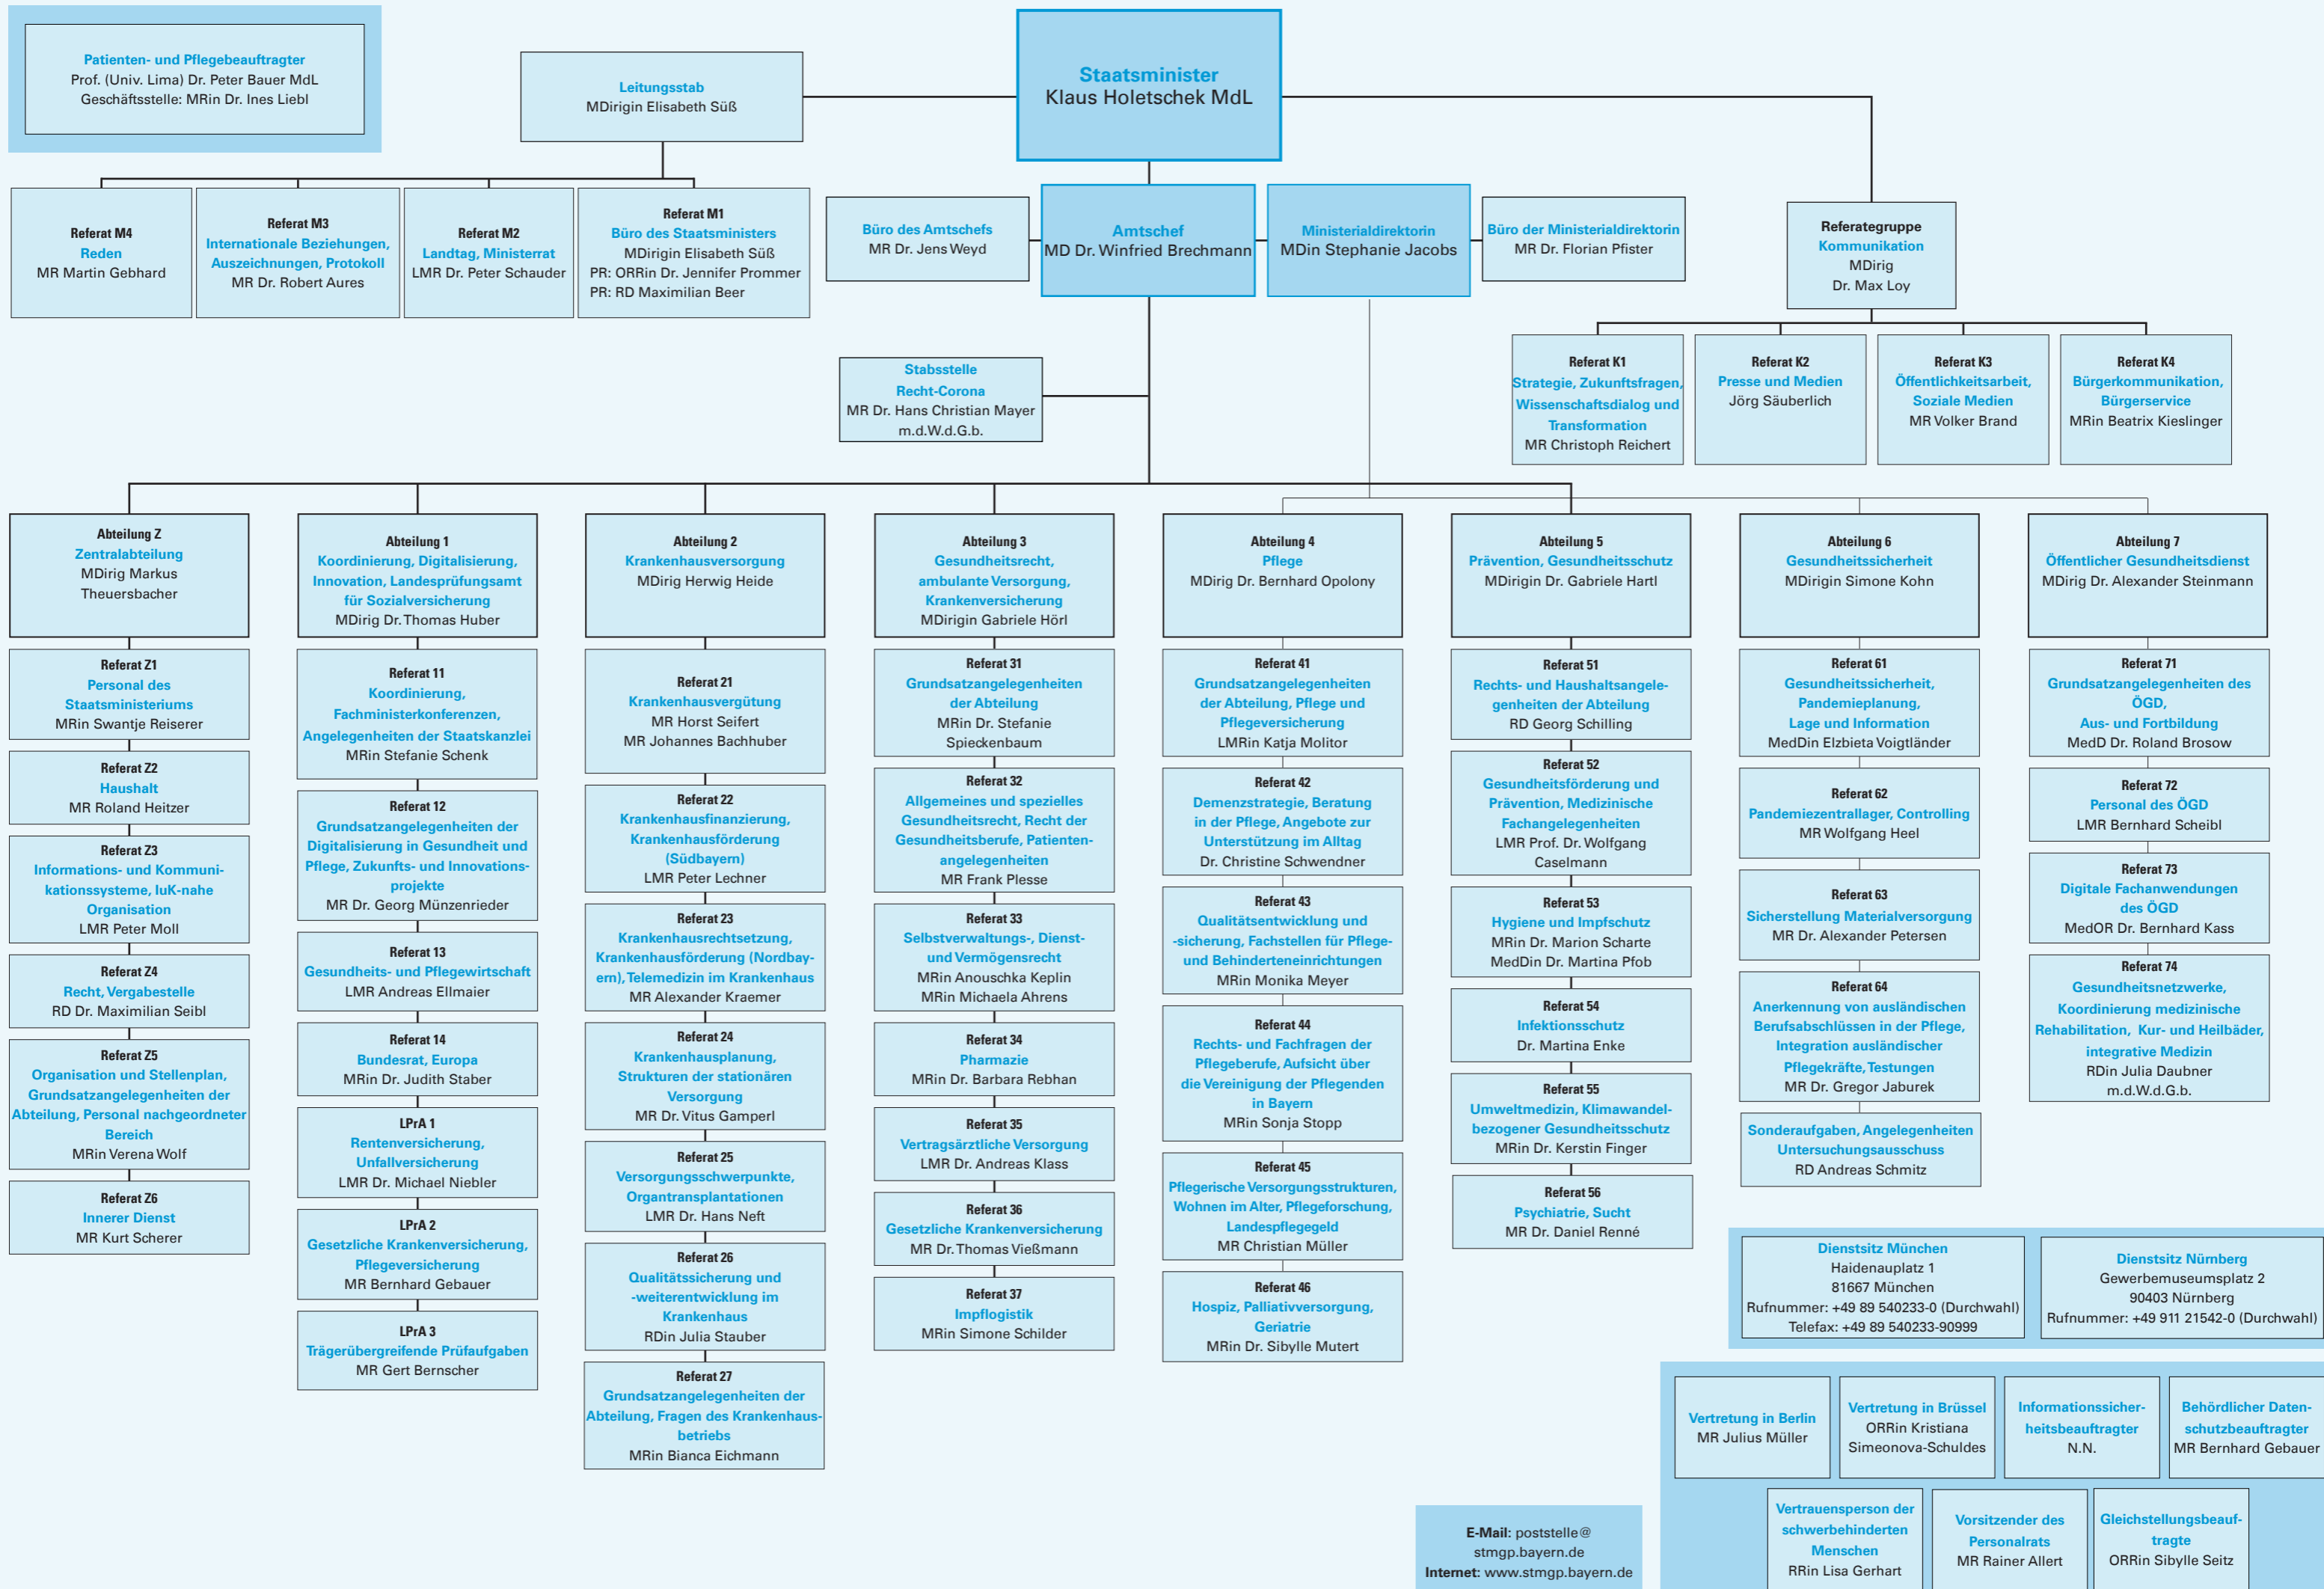 Patienten- und Pflegebeauftragter
Prof. (Univ. Lima) Dr. Peter Bauer MdL
Geschäftsstelle: MRin Dr. Ines Liebl
Leitungsstab
MDirigin Elisabeth Süß
Staatsminister
Klaus Holetschek MdL
Referat M4
Reden
MR Martin Gebhard
Referat M3
Internationale Beziehungen,
Auszeichnungen, Protokoll
MR Dr. Robert Aures
Referat M2
Landtag, Ministerrat
LMR Dr. Peter Schauder
Referat M1
Büro des Staatsministers
MDirigin Elisabeth Süß
PR: ORRin Dr. Jennifer Prommer
PR: RD Maximilian Beer
Büro des Amtschefs
MR Dr. Jens Weyd
Amtschef
MD Dr. Winfried Brechmann
Ministerialdirektorin
MDin Stephanie Jacobs
Büro der Ministerialdirektorin
MR Dr. Florian Pfister
Referategruppe
Kommunikation
MDirig
Dr. Max Loy
Stabsstelle
Recht-Corona
MR Dr. Hans Christian Mayer
m.d.W.d.G.b.
Referat K1
Strategie, Zukunftsfragen,
Wissenschaftsdialog und
Transformation
MR Christoph Reichert
Referat K2
Presse und Medien
Jörg Säuberlich
Referat K3
Öffentlichkeitsarbeit,
Soziale Medien
MR Volker Brand
Referat K4
Bürgerkommunikation,
Bürgerservice
MRin Beatrix Kieslinger
Abteilung Z
Zentralabteilung
MDirig Markus
Theuersbacher
Referat Z1
Personal des
Staatsministeriums
MRin Swantje Reiserer
Referat Z2
Haushalt
MR Roland Heitzer
Referat Z3
Informations- und Kommuni-
kationssysteme, IuK-nahe
Organisation
LMR Peter Moll
Referat Z4
Recht, Vergabestelle
RD Dr. Maximilian Seibl
Referat Z5
Organisation und Stellenplan,
Grundsatzangelegenheiten der
Abteilung, Personal nachgeordneter
Bereich
MRin Verena Wolf
Referat Z6
Innerer Dienst
MR Kurt Scherer
Abteilung 1
Koordinierung, Digitalisierung,
Innovation, Landesprüfungsamt
für Sozialversicherung
MDirig Dr. Thomas Huber
Referat 11
Koordinierung,
Fachministerkonferenzen,
Angelegenheiten der Staatskanzlei
MRin Stefanie Schenk
Referat 12
Grundsatzangelegenheiten der
Digitalisierung in Gesundheit und
Pflege, Zukunfts- und Innovations-
projekte
MR Dr. Georg Münzenrieder
Referat 13
Gesundheits- und Pflegewirtschaft
LMR Andreas Ellmaier
Referat 14
Bundesrat, Europa
MRin Dr. Judith Staber
LPrA 1
Rentenversicherung,
Unfallversicherung
LMR Dr. Michael Niebler
LPrA 2
Gesetzliche Krankenversicherung,
Pflegeversicherung
MR Bernhard Gebauer
LPrA 3
Trägerübergreifende Prüfaufgaben
MR Gert Bernscher
Abteilung 2
Krankenhausversorgung
MDirig Herwig Heide
Referat 21
Krankenhausvergütung
MR Horst Seifert
MR Johannes Bachhuber
Referat 22
Krankenhausfinanzierung,
Krankenhausförderung
(Südbayern)
LMR Peter Lechner
Referat 23
Krankenhausrechtsetzung,
Krankenhausförderung (Nordbay-
ern), Telemedizin im Krankenhaus
MR Alexander Kraemer
Referat 24
Krankenhausplanung,
Strukturen der stationären
Versorgung
MR Dr. Vitus Gamperl
Referat 25
Versorgungsschwerpunkte,
Organtransplantationen
LMR Dr. Hans Neft
Referat 26
Qualitätssicherung und
-weiterentwicklung im
Krankenhaus
RDin Julia Stauber
Referat 27
Grundsatzangelegenheiten der
Abteilung, Fragen des Krankenhaus-
betriebs
MRin Bianca Eichmann
Abteilung 3
Gesundheitsrecht,
ambulante Versorgung,
Krankenversicherung
MDirigin Gabriele Hörl
Referat 31
Grundsatzangelegenheiten
der Abteilung
MRin Dr. Stefanie
Spieckenbaum
Referat 32
Allgemeines und spezielles
Gesundheitsrecht, Recht der
Gesundheitsberufe, Patienten-
angelegenheiten
MR Frank Plesse
Referat 33
Selbstverwaltungs-, Dienst-
und Vermögensrecht
MRin Anouschka Keplin
MRin Michaela Ahrens
Referat 34
Pharmazie
MRin Dr. Barbara Rebhan
Referat 35
Vertragsärztliche Versorgung
LMR Dr. Andreas Klass
Referat 36
Gesetzliche Krankenversicherung
MR Dr. Thomas Vießmann
Referat 37
Impflogistik
MRin Simone Schilder
Abteilung 4
Pflege
MDirig Dr. Bernhard Opolony
Referat 41
Grundsatzangelegenheiten
der Abteilung, Pflege und
Pflegeversicherung
LMRin Katja Molitor
Referat 42
Demenzstrategie, Beratung
in der Pflege, Angebote zur
Unterstützung im Alltag
Dr. Christine Schwendner
Referat 43
Qualitätsentwicklung und
-sicherung, Fachstellen für Pflege-
und Behinderteneinrichtungen
MRin Monika Meyer
Referat 44
Rechts- und Fachfragen der
Pflegeberufe, Aufsicht über
die Vereinigung der Pflegenden
in Bayern
MRin Sonja Stopp
Referat 45
Pflegerische Versorgungsstrukturen,
Wohnen im Alter, Pflegeforschung,
Landespflegegeld
MR Christian Müller
Referat 46
Hospiz, Palliativversorgung,
Geriatrie
MRin Dr. Sibylle Mutert
Abteilung 5
Prävention, Gesundheitsschutz
MDirigin Dr. Gabriele Hartl
Referat 51
Rechts- und Haushaltsangele-
genheiten der Abteilung
RD Georg Schilling
Referat 52
Gesundheitsförderung und
Prävention, Medizinische
Fachangelegenheiten
LMR Prof. Dr. Wolfgang
Caselmann
Referat 53
Hygiene und Impfschutz
MRin Dr. Marion Scharte
MedDin Dr. Martina Pfob
Referat 54
Infektionsschutz
Dr. Martina Enke
Referat 55
Umweltmedizin, Klimawandel-
bezogener Gesundheitsschutz
MRin Dr. Kerstin Finger
Referat 56
Psychiatrie, Sucht
MR Dr. Daniel Renné
Abteilung 6
Gesundheitssicherheit
MDirigin Simone Kohn
Referat 61
Gesundheitssicherheit,
Pandemieplanung,
Lage und Information
MedDin Elzbieta Voigtländer
Referat 62
Pandemiezentrallager, Controlling
MR Wolfgang Heel
Referat 63
Sicherstellung Materialversorgung
MR Dr. Alexander Petersen
Referat 64
Anerkennung von ausländischen
Berufsabschlüssen in der Pflege,
Integration ausländischer
Pflegekräfte, Testungen
MR Dr. Gregor Jaburek
Sonderaufgaben, Angelegenheiten
Untersuchungsausschuss
RD Andreas Schmitz
Abteilung 7
Öffentlicher Gesundheitsdienst
MDirig Dr. Alexander Steinmann
Referat 71
Grundsatzangelegenheiten des
ÖGD,
Aus- und Fortbildung
MedD Dr. Roland Brosow
Referat 72
Personal des ÖGD
LMR Bernhard Scheibl
Referat 73
Digitale Fachanwendungen
des ÖGD
MedOR Dr. Bernhard Kass
Referat 74
Gesundheitsnetzwerke,
Koordinierung medizinische
Rehabilitation, Kur- und Heilbäder,
integrative Medizin
RDin Julia Daubner
m.d.W.d.G.b.
Dienstsitz München
Haidenauplatz 1
81667 München
Rufnummer: +49 89 540233-0 (Durchwahl)
Telefax: +49 89 540233-90999
Dienstsitz Nürnberg
Gewerbemuseumsplatz 2
90403 Nürnberg
Rufnummer: +49 911 21542-0 (Durchwahl)
Vertretung in Berlin
MR Julius Müller
Vertretung in Brüssel
ORRin Kristiana
Simeonova-Schuldes
Informationssicher-
heitsbeauftragter
N.N.
Behördlicher Daten-
schutzbeauftragter
MR Bernhard Gebauer
Vertrauensperson der
schwerbehinderten
Menschen
RRin Lisa Gerhart
Vorsitzender des
Personalrats
MR Rainer Allert
Gleichstellungsbeauf-
tragte
ORRin Sibylle Seitz
E-Mail: poststelle@
stmgp.bayern.de
Internet: www.stmgp.bayern.de